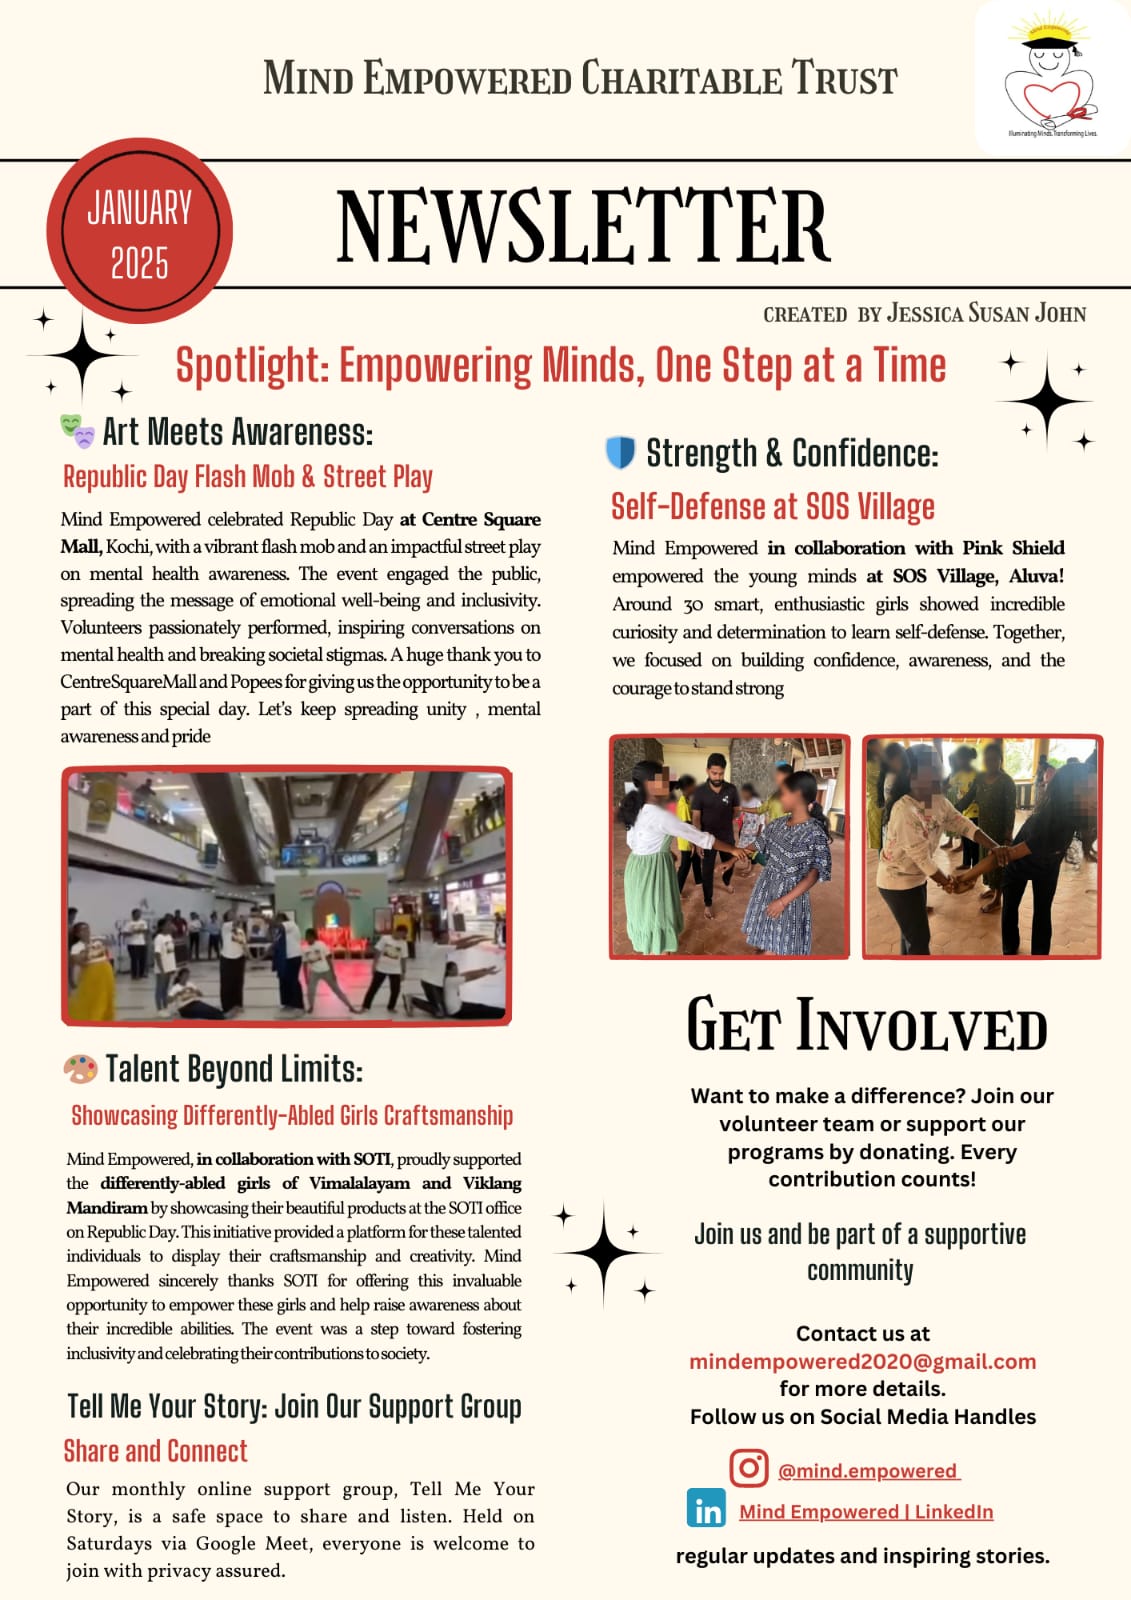 Mind Empowered Charitable Trust
Mind Empowered
Illuminating Minds, Transforming Lives.
JANUARY
2025
NEWSLETTER
CREATED BY JESSICA SUSAN JOHN
Spotlight: Empowering Minds, One Step at a Time
Art Meets Awareness:
Republic Day Flash Mob & Street Play
Mind Empowered celebrated Republic Day at Centre Square
Mall, Kochi, with a vibrant flash mob and an impactful street play
on mental health awareness. The event engaged the public,
spreading the message of emotional well-being and inclusivity.
Volunteers passionately performed, inspiring conversations on
mental health and breaking societal stigmas. A huge thank you to
CentreSquareMall and Popees for giving us the opportunity to be a
part of this special day. Let's keep spreading unity , mental
awareness and pride
Talent Beyond Limits:
Showcasing Differently-Abled Girls Craftsmanship
Mind Empowered, in collaboration with SOTI, proudly supported
the differently-abled girls of Vimalalayam and Viklang
Mandiram by showcasing their beautiful products at the SOTI office
on Republic Day. This initiative provided a platform for these talented
individuals to display their craftsmanship and creativity. Mind
Empowered sincerely thanks SOTI for offering this invaluable
opportunity to empower these girls and help raise awareness about
their incredible abilities. The event was a step toward fostering
inclusivity and celebrating their contributions to society.
Tell Me Your Story: Join Our Support Group
Share and Connect
Our monthly online support group, Tell Me Your
Story, is a safe space to share and listen. Held on
Saturdays via Google Meet, everyone is welcome to
join with privacy assured.
Strength & Confidence:
Self-Defense at SOS Village
Mind Empowered in collaboration with Pink Shield
empowered the young minds at SOS Village, Aluva!
Around 30 smart, enthusiastic girls showed incredible
curiosity and determination to learn self-defense. Together,
we focused on building confidence, awareness, and the
courage to stand strong
Get Involved
Want to make a difference? Join our
volunteer team or support our
programs by donating. Every
contribution counts!
Join us and be part of a supportive
community
Contact us at
mindempowered2020@gmail.com
for more details.
Follow us on Social Media Handles
@mind.empowered
in Mind Empowered | LinkedIn
regular updates and inspiring stories.